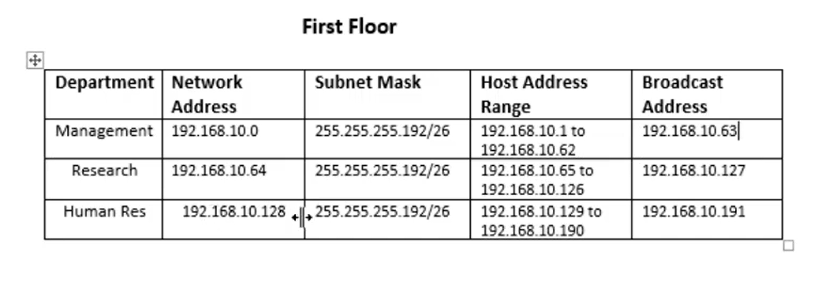 First Floor
Department Network Address Subnet Mask Host Address Range Broadcast Address
Management 192.168.10.0 255.255.255.192/26 192.168.10.1 to 192.168.10.62 192.168.10.63
Research 192.168.10.64 255.255.255.192/26 192.168.10.65 to 192.168.10.126 192.168.10.127
Human Res 192.168.10.128 255.255.255.192/26 192.168.10.129 to 192.168.10.190 192.168.10.191